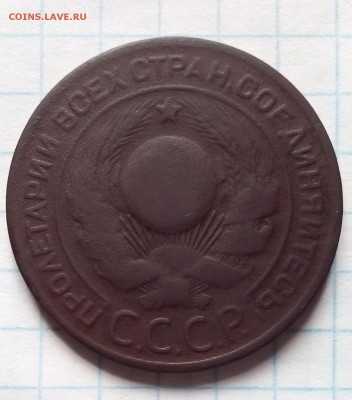 COINS.LAVE.RU
ПРОЛЕТАРИИ ВСЕХ СТРАН, СОЕДИНЯЙТЕСЬ!
С.С.С.Р.